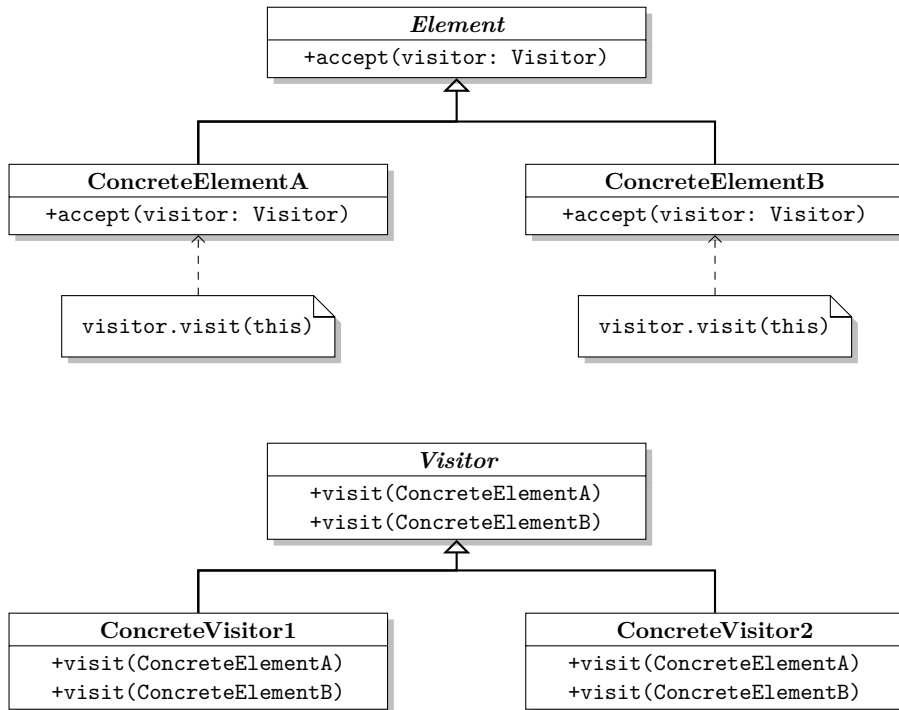 Element
+accept(visitor: Visitor)
ConcreteElementA
+accept(visitor: Visitor)
ConcreteElementB
+accept(visitor: Visitor)
visitor.visit(this)
visitor.visit(this)
Visitor
+visit(ConcreteElementA)
+visit(ConcreteElementB)
ConcreteVisitor1
+visit(ConcreteElementA)
+visit(ConcreteElementB)
ConcreteVisitor2
+visit(ConcreteElementA)
+visit(ConcreteElementB)